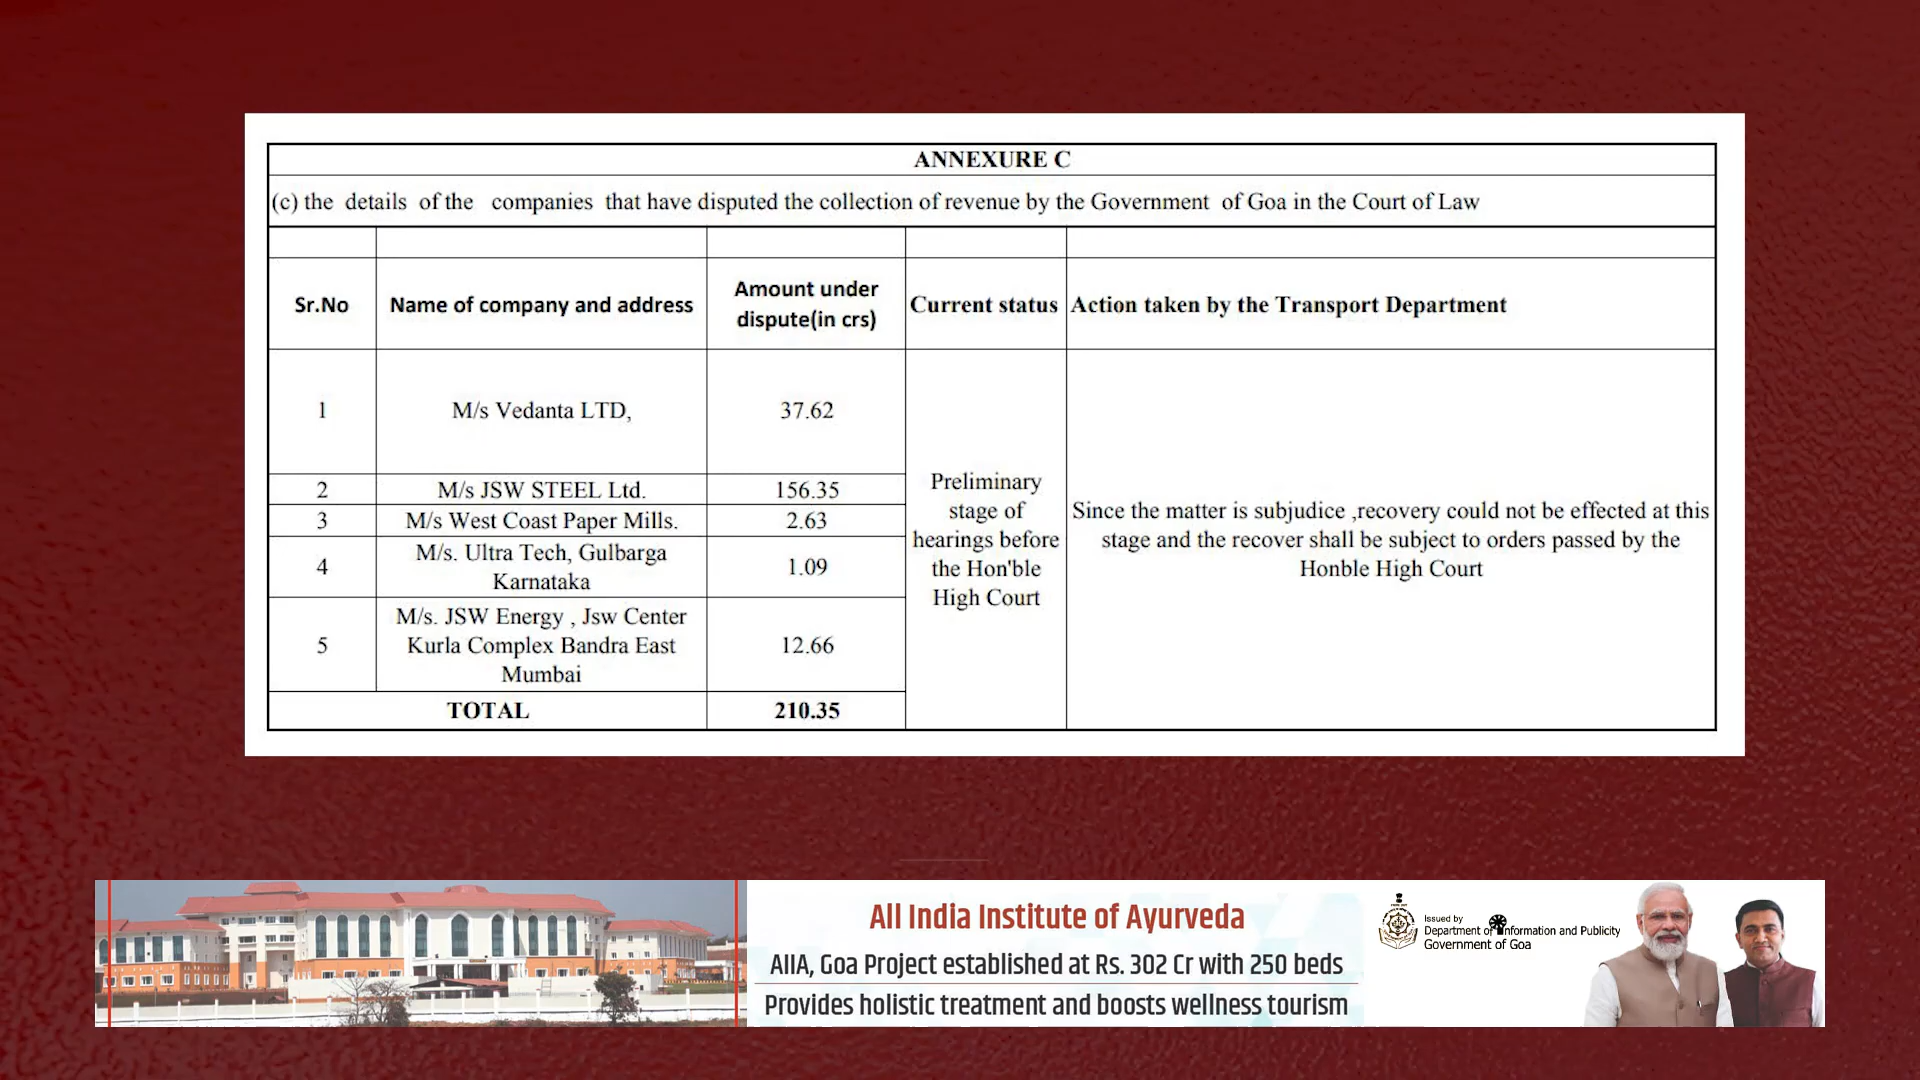 ANNEXURE C
(c) the details of the companies that have disputed the collection of revenue by the Government of Goa in the Court of Law
Sr.No
Name of company and address
Amount under
dispute(in crs)
Current status
Action taken by the Transport Department
1
M/s Vedanta LTD,
37.62
2
M/s JSW STEEL Ltd.
156.35
3
M/s West Coast Paper Mills.
2.63
4
M/s. Ultra Tech, Gulbarga
Karnataka
1.09
5
M/s. JSW Energy , Jsw Center
Kurla Complex Bandra East
Mumbai
12.66
Preliminary
stage of
hearings before
the Hon'ble
High Court
Since the matter is subjudice ,recovery could not be effected at this
stage and the recover shall be subject to orders passed by the
Honble High Court
TOTAL
210.35
All India Institute of Ayurveda
AIIA, Goa Project established at Rs. 302 Cr with 250 beds
Provides holistic treatment and boosts wellness tourism
Issued by
Department of Information and Publicity
Government of Goa